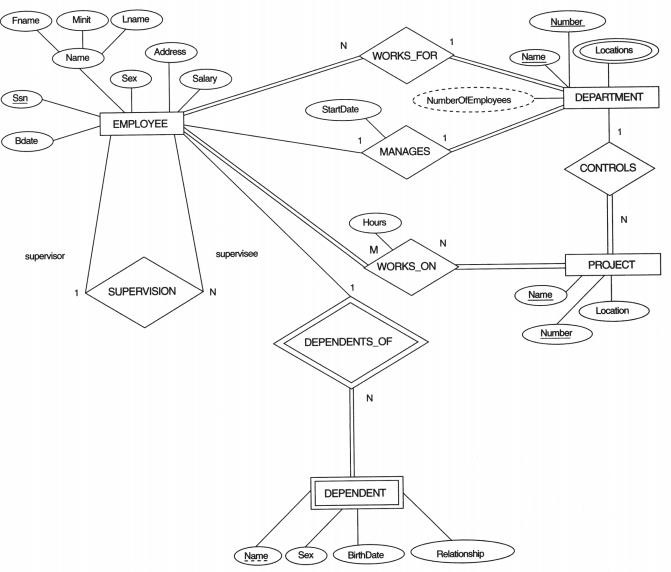 Fname
Minit
Lname
Name
Address
Sex
Salary
Ssn
Bdate
EMPLOYEE
N
WORKS_FOR
1
Number
Name
Locations
NumberOfEmployees
DEPARTMENT
StartDate
1
MANAGES
1
1
CONTROLS
N
supervisor
supervisee
1
SUPERVISION
N
Hours
M
WORKS_ON
N
PROJECT
Name
Location
Number
1
DEPENDENTS_OF
N
DEPENDENT
Name
Sex
BirthDate
Relationship